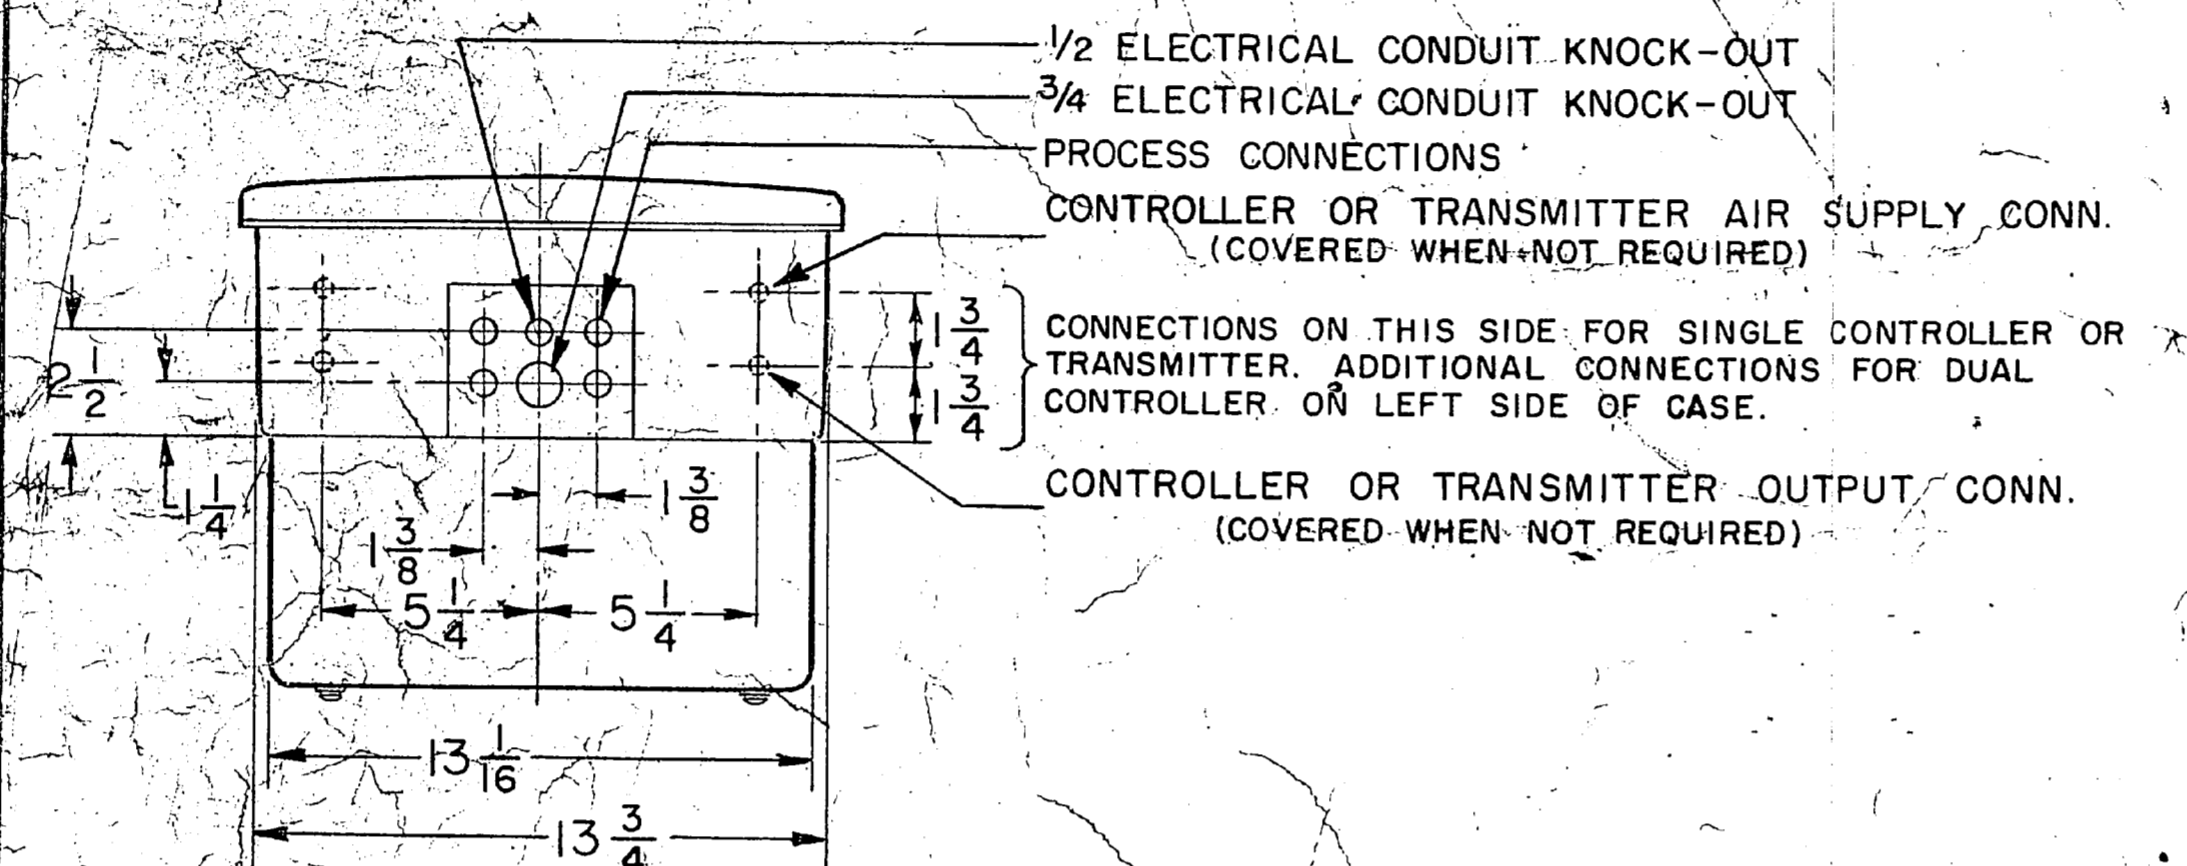 1/2 ELECTRICAL CONDUIT KNOCK-OUT
3/4 ELECTRICAL CONDUIT KNOCK-OUT
PROCESS CONNECTIONS
CONTROLLER OR TRANSMITTER AIR SUPPLY CONN.
(COVERED WHEN NOT REQUIRED)
1 3/4
CONNECTIONS ON THIS SIDE FOR SINGLE CONTROLLER OR
TRANSMITTER. ADDITIONAL CONNECTIONS FOR DUAL
CONTROLLER ON LEFT SIDE OF CASE.
2 1/2
1 3/4
CONTROLLER OR TRANSMITTER OUTPUT CONN.
(COVERED WHEN NOT REQUIRED)
1 1/4
1 3/8
1 3/8
5 1/4
5 1/4
13 1/16
13 3/4